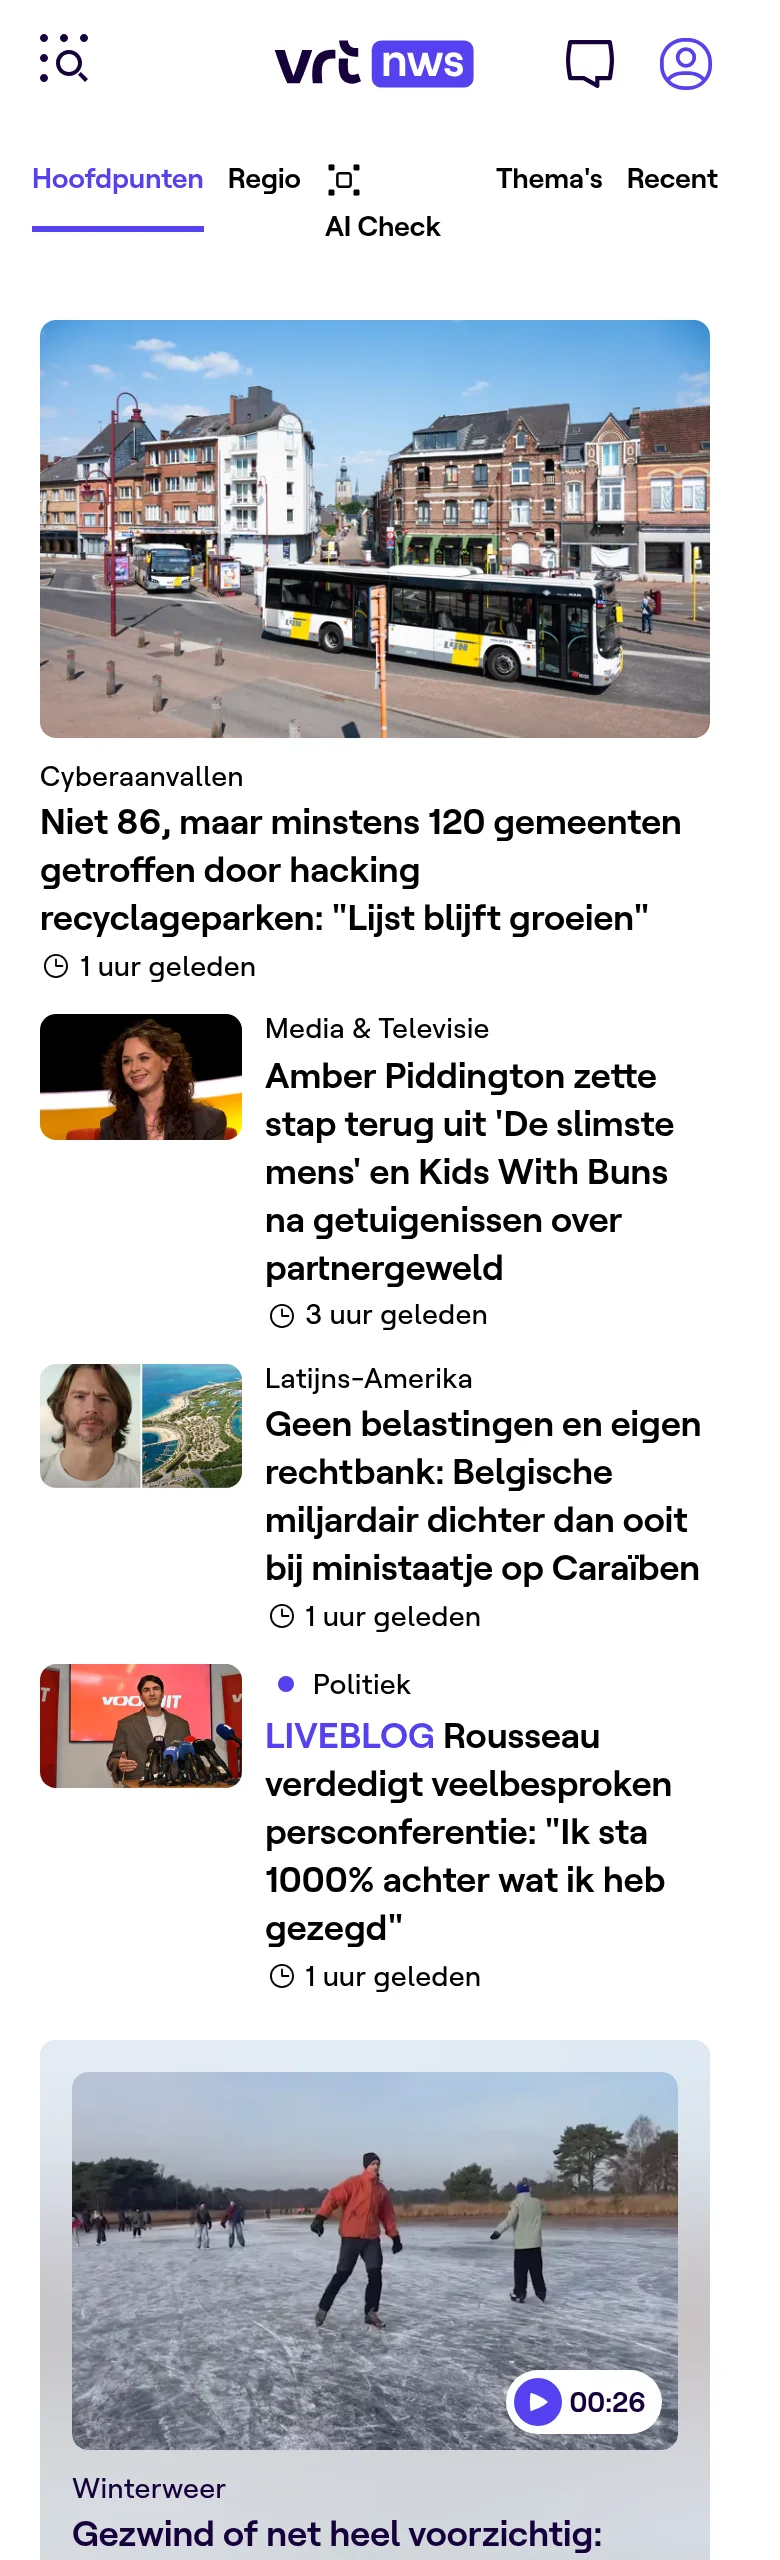 vrt nws
Hoofdpunten Regio AI Check Thema's Recent
Cyberaanvallen
Niet 86, maar minstens 120 gemeenten
getroffen door hacking
recyclageparken: "Lijst blijft groeien"
1 uur geleden
Media & Televisie
Amber Piddington zette
stap terug uit 'De slimste
mens' en Kids With Buns
na getuigenissen over
partnergeweld
3 uur geleden
Latijns-Amerika
Geen belastingen en eigen
rechtbank: Belgische
miljardair dichter dan ooit
bij ministaatje op Caraïben
1 uur geleden
Politiek
LIVEBLOG Rousseau
verdedigt veelbesproken
persconferentie: "Ik sta
1000% achter wat ik heb
gezegd"
1 uur geleden
00:26
Winterweer
Gezwind of net heel voorzichtig: